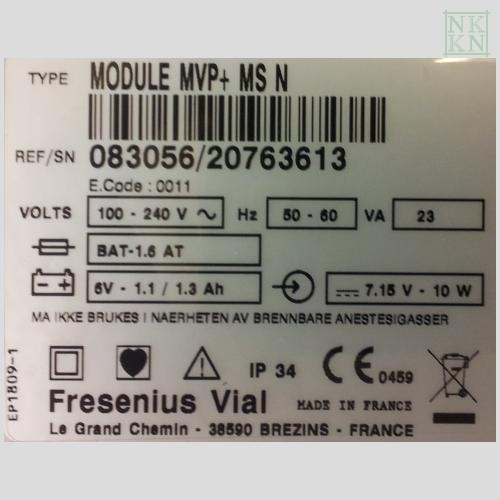 NK
KN
TYPE MODULE MVP+ MS N
REF/SN 083056/20763613
E.Code : 0011
VOLTS 100 - 240 V Hz 50 - 60 VA 23
BAT-1.6 AT
6V - 1.1 / 1.3 Ah 7.15 V - 10 W
MA IKKE BRUKES I NAERHETEN AV BRENNBARE ANESTESIGASSER
IP 34 CE 0459
EP1809-1
Fresenius Vial MADE IN FRANCE
Le Grand Chemin - 38590 BREZINS - FRANCE